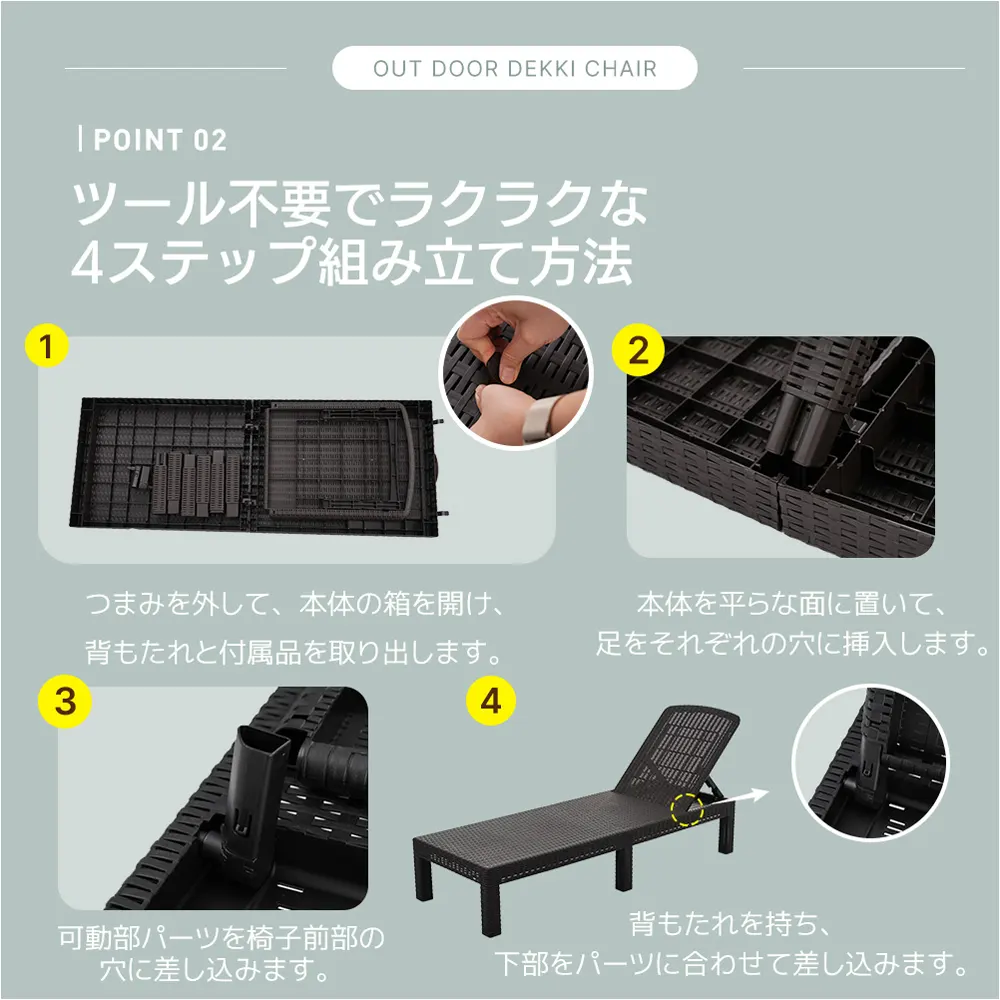 OUT DOOR DEKKI CHAIR
POINT 02
ツール不要でラクラクな
4ステップ組み立て方法
1
つまみを外して、本体の箱を開け、
背もたれと付属品を取り出します。
2
本体を平らな面に置いて、
足をそれぞれの穴に挿入します。
3
可動部パーツを椅子前部の
穴に差し込みます。
4
背もたれを持ち、
下部をパーツに合わせて差し込みます。